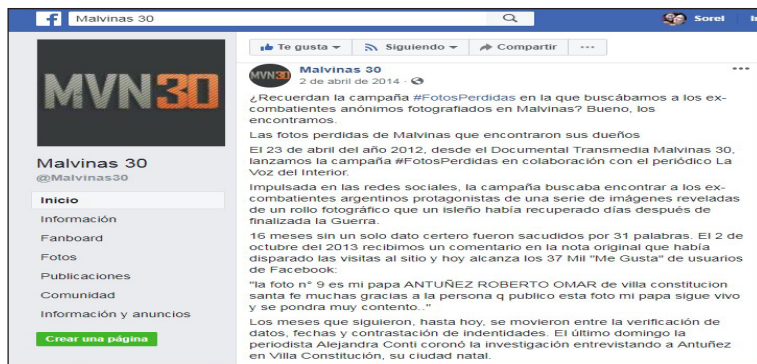 Malvinas 30
Sorel
In
MVN30
Malvinas 30
@Malvinas30
Inicio
Información
Fanboard
Fotos
Publicaciones
Comunidad
Información y anuncios
Crear una página
Te gusta
Siguiendo
Compartir
MVN30
Malvinas 30
2 de abril de 2014 ·
¿Recuerdan la campaña #FotosPerdidas en la que buscábamos a los ex-
combatientes anónimos fotografiados en Malvinas? Bueno, los
encontramos.
Las fotos perdidas de Malvinas que encontraron sus dueños
El 23 de abril del año 2012, desde el Documental Transmedia Malvinas 30,
lanzamos la campaña #FotosPerdidas en colaboración con el periódico La
Voz del Interior.
Impulsada en las redes sociales, la campaña buscaba encontrar a los ex-
combatientes argentinos protagonistas de una serie de imágenes reveladas
de un rollo fotográfico que un isleño había recuperado días después de
finalizada la Guerra.
16 meses sin un solo dato certero fueron sacudidos por 31 palabras. El 2 de
octubre del 2013 recibimos un comentario en la nota original que había
disparado las visitas al sitio y hoy alcanza los 37 Mil "Me Gusta" de usuarios
de Facebook:
"la foto n° 9 es mi papa ANTUÑEZ ROBERTO OMAR de villa constitucion
santa fe muchas gracias a la persona q publico esta foto mi papa sigue vivo
y se pondra muy contento.."
Los meses que siguieron, hasta hoy, se movieron entre la verificación de
datos, fechas y contrastación de indentidades. El último domingo la
periodista Alejandra Conti coronó la investigación entrevistando a Antuñez
en Villa Constitución, su ciudad natal.